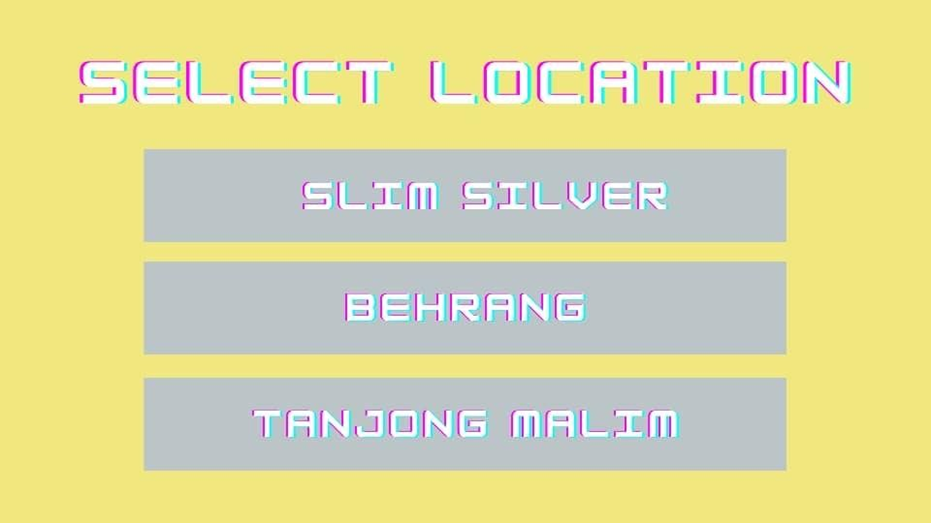 SELECT LOCATION
SLIM SILVER
BEHRANG
TANJONG MALIM